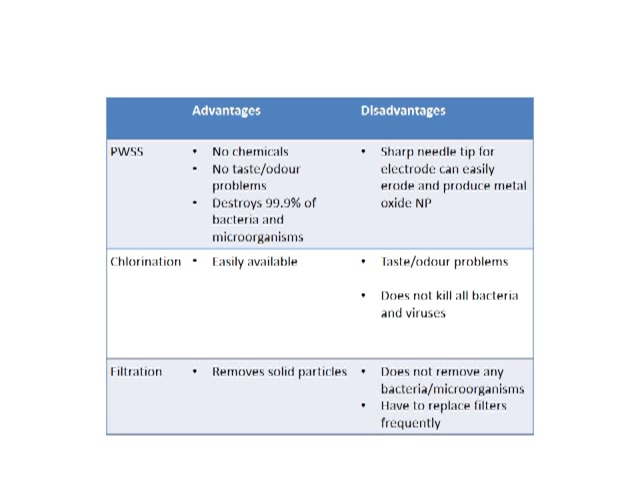 Advantages Disadvantages
PWSS
• No chemicals
• No taste/odour
problems
• Destroys 99.9% of
bacteria and
microorganisms
• Sharp needle tip for
electrode can easily
erode and produce metal
oxide NP
Chlorination
• Easily available
• Taste/odour problems
• Does not kill all bacteria
and viruses
Filtration
• Removes solid particles
• Does not remove any
bacteria/microorganisms
• Have to replace filters
frequently